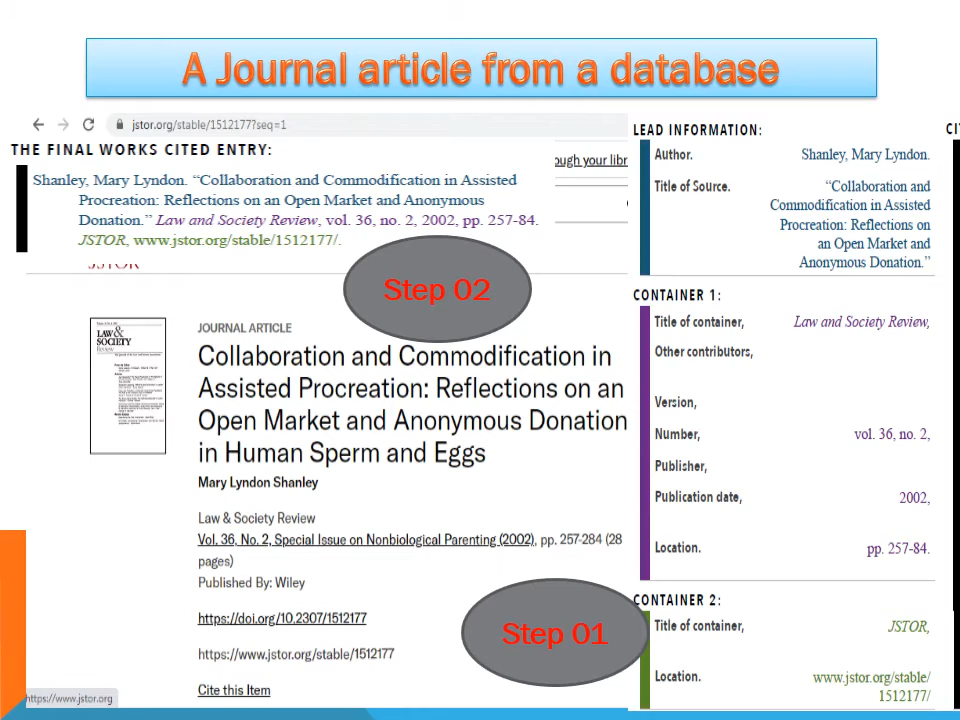 A Journal article from a database
jstor.org/stable/1512177?seq=1
THE FINAL WORKS CITED ENTRY:
Shanley, Mary Lyndon. “Collaboration and Commodification in Assisted
Procreation: Reflections on an Open Market and Anonymous
Donation.” Law and Society Review, vol. 36, no. 2, 2002, pp. 257-84.
JSTOR, www.jstor.org/stable/1512177/.
ough your libr
JSTOR
Step 02
LAW&
SOCIETY
Review
JOURNAL ARTICLE
Collaboration and Commodification in
Assisted Procreation: Reflections on an
Open Market and Anonymous Donation
in Human Sperm and Eggs
Mary Lyndon Shanley
Law & Society Review
Vol. 36, No. 2, Special Issue on Nonbiological Parenting (2002), pp. 257-284 (28
pages)
Published By: Wiley
https://doi.org/10.2307/1512177
https://www.jstor.org/stable/1512177
Cite this Item
Step 01
https://www.jstor.org
LEAD INFORMATION:
Author. Shanley, Mary Lyndon.
Title of Source. “Collaboration and
Commodification in Assisted
Procreation: Reflections on
an Open Market and
Anonymous Donation.”
CONTAINER 1:
Title of container, Law and Society Review,
Other contributors,
Version,
Number, vol. 36, no. 2,
Publisher,
Publication date, 2002,
Location. pp. 257-84.
CONTAINER 2:
Title of container, JSTOR,
Location. www.jstor.org/stable/
1512177/
CI